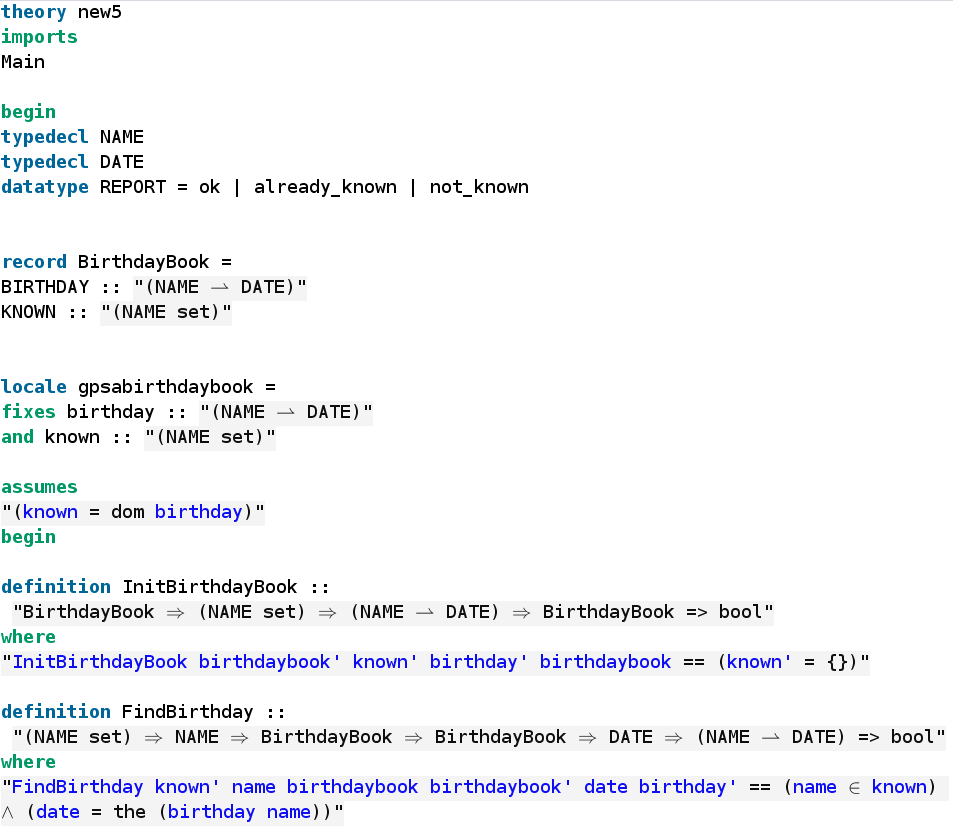 theory new5
imports
Main
begin
typedecl NAME
typedecl DATE
datatype REPORT = ok | already_known | not_known
record BirthdayBook =
BIRTHDAY :: "(NAME ⇀ DATE)"
KNOWN :: "(NAME set)"
locale gpsabirthdaybook =
fixes birthday :: "(NAME ⇀ DATE)"
and known :: "(NAME set)"
assumes
"(known = dom birthday)"
begin
definition InitBirthdayBook ::
"BirthdayBook ⇒ (NAME set) ⇒ (NAME ⇀ DATE) ⇒ BirthdayBook => bool"
where
"InitBirthdayBook birthdaybook' known' birthday' birthdaybook == (known' = {})"
definition FindBirthday ::
"(NAME set) ⇒ NAME ⇒ BirthdayBook ⇒ BirthdayBook ⇒ DATE ⇒ (NAME ⇀ DATE) => bool"
where
"FindBirthday known' name birthdaybook birthdaybook' date birthday' == (name ∈ known)
∧ (date = the (birthday name))"